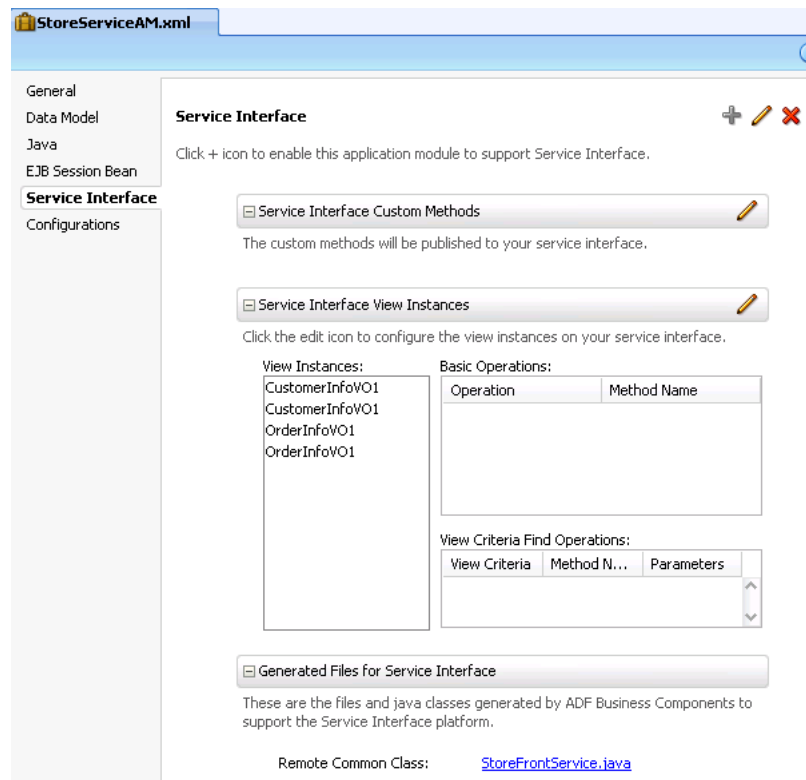 StoreServiceAM.xml
General
Data Model
Java
EJB Session Bean
Service Interface
Configurations
Service Interface
Click + icon to enable this application module to support Service Interface.
Service Interface Custom Methods
The custom methods will be published to your service interface.
Service Interface View Instances
Click the edit icon to configure the view instances on your service interface.
View Instances:
CustomerInfoVO1
CustomerInfoVO1
OrderInfoVO1
OrderInfoVO1
Basic Operations:
Operation Method Name
View Criteria Find Operations:
View Criteria Method N... Parameters
Generated Files for Service Interface
These are the files and java classes generated by ADF Business Components to
support the Service Interface platform.
Remote Common Class: StoreFrontService.java